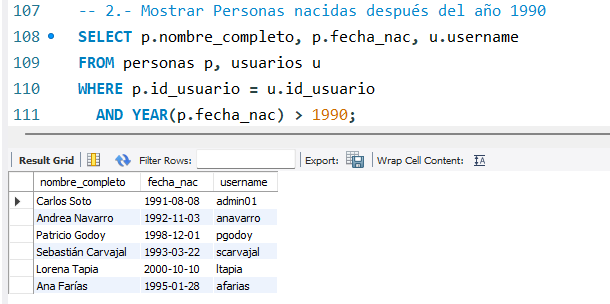 107 -- 2.- Mostrar Personas nacidas después del año 1990
108 SELECT p.nombre_completo, p.fecha_nac, u.username
109 FROM personas p, usuarios u
110 WHERE p.id_usuario = u.id_usuario
111 AND YEAR(p.fecha_nac) > 1990;
Result Grid Filter Rows: Export: Wrap Cell Content:
nombre_completo fecha_nac username
Carlos Soto 1991-08-08 admin01
Andrea Navarro 1992-11-03 anavarro
Patricio Godoy 1998-12-01 pgodoy
Sebastián Carvajal 1993-03-22 scarvajal
Lorena Tapia 2000-10-10 ltapia
Ana Farías 1995-01-28 afarias